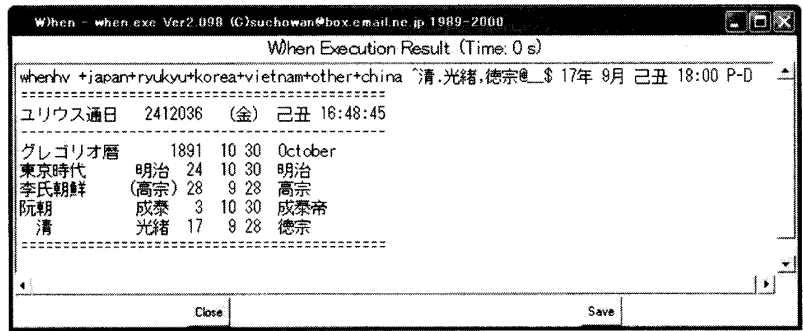 W)hen - when.exe Ver2.098 (C)suchowan@box.email.ne.jp 1989-2000
W)hen Execution Result (Time: 0 s)
whenhv +japan+ryukyu+korea+vietnam+other+china ^清.光緒,徳宗@__$ 17年 9月 己丑 18:00 P-D
==========================================
ユリウス通日 2412036 (金) 己丑 16:48:45
------------------------------------------
グレゴリオ暦 1891 10 30 October
東京時代 明治 24 10 30 明治
李氏朝鮮 (高宗) 28 9 28 高宗
阮朝 成泰 3 10 30 成泰帝
清 光緒 17 9 28 徳宗
==========================================
Close Save